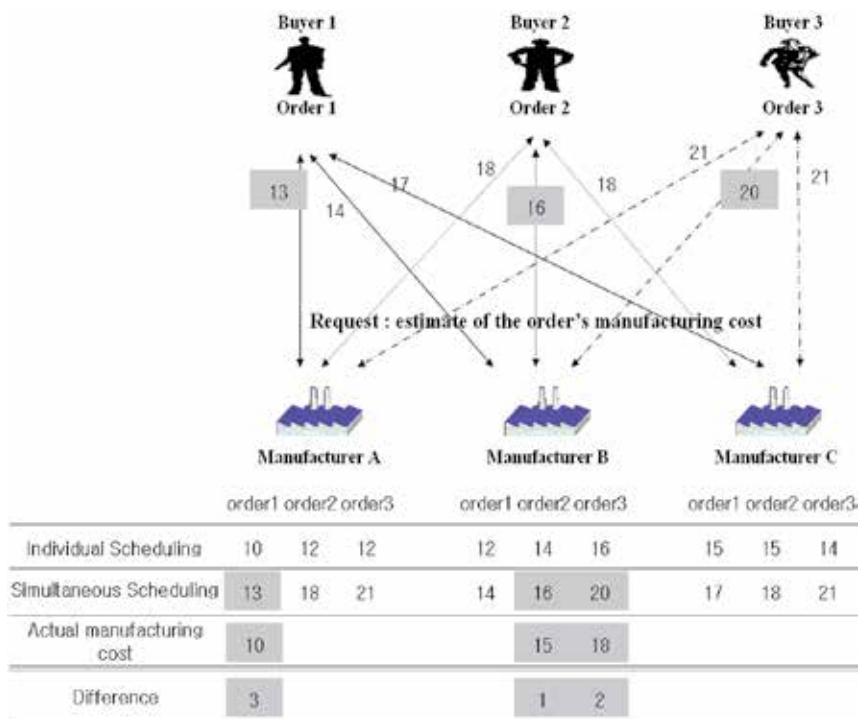 Buyer 1 Buyer 2 Buyer 3
Order 1 Order 2 Order 3
13 14 17 18 16 18 21 20 21
Request : estimate of the order's manufacturing cost
Manufacturer A Manufacturer B Manufacturer C
order1 order2 order3 order1 order2 order3 order1 order2 order3
Individual Scheduling 10 12 12 12 14 16 15 15 14
Simultaneous Scheduling 13 18 21 14 16 20 17 18 21
Actual manufacturing
cost 10 15 18
Difference 3 1 2